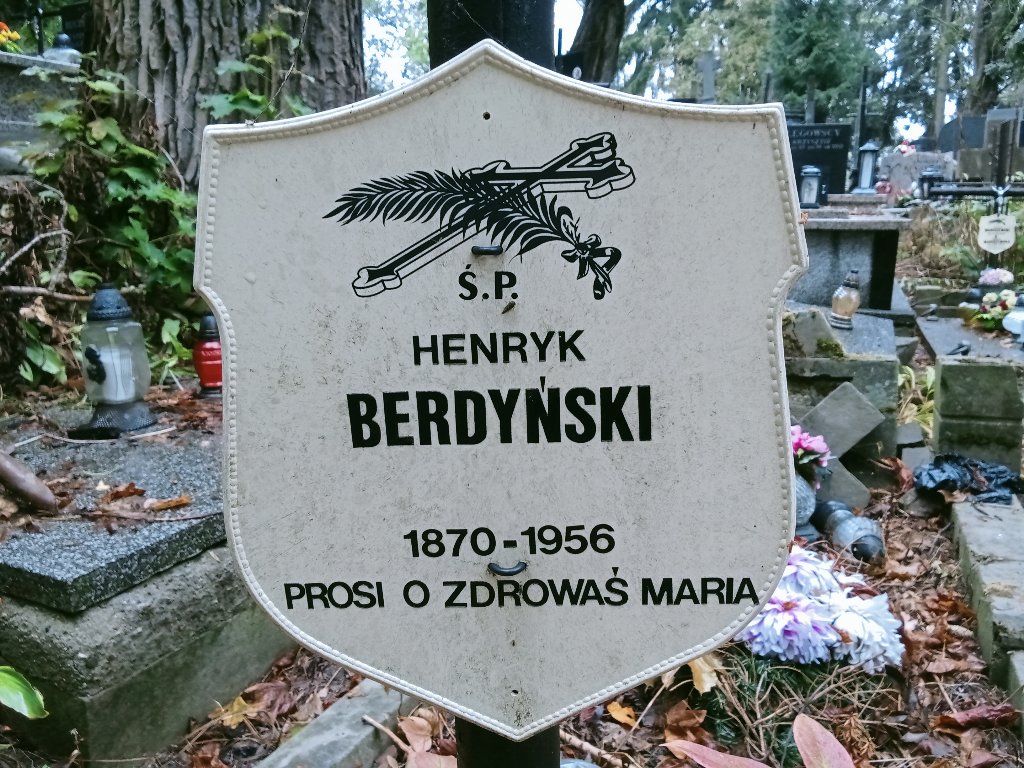 Ś.P.
HENRYK
BERDYŃSKI
1870-1956
PROSI O ZDROWAŚ MARIA